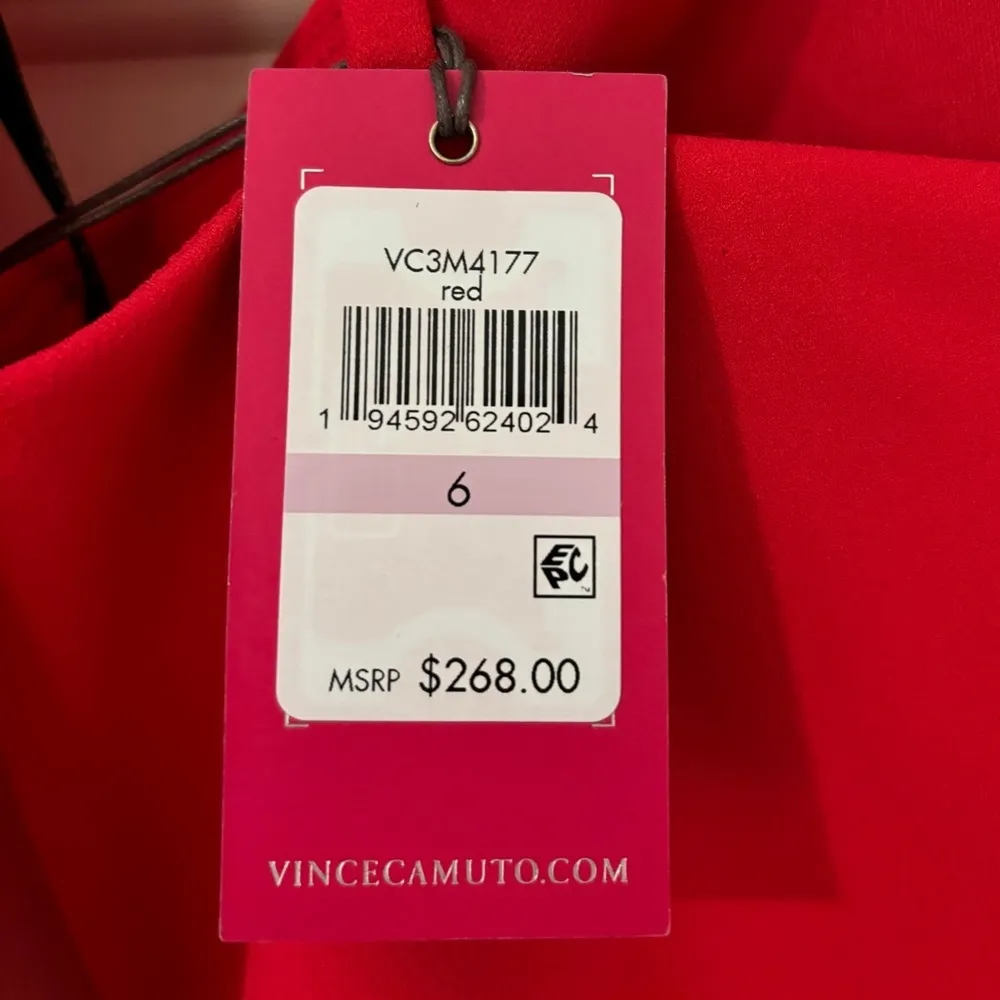 VC3M4177
red
1 94592 62402 4
6
EPC
MSRP $268.00
VINCECAMUTO.COM